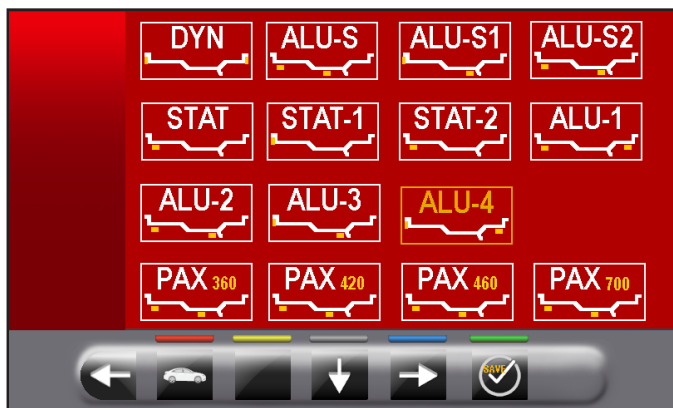 DYN ALU-S ALU-S1 ALU-S2
STAT STAT-1 STAT-2 ALU-1
ALU-2 ALU-3 ALU-4
PAX 360 PAX 420 PAX 460 PAX 700
SAVE